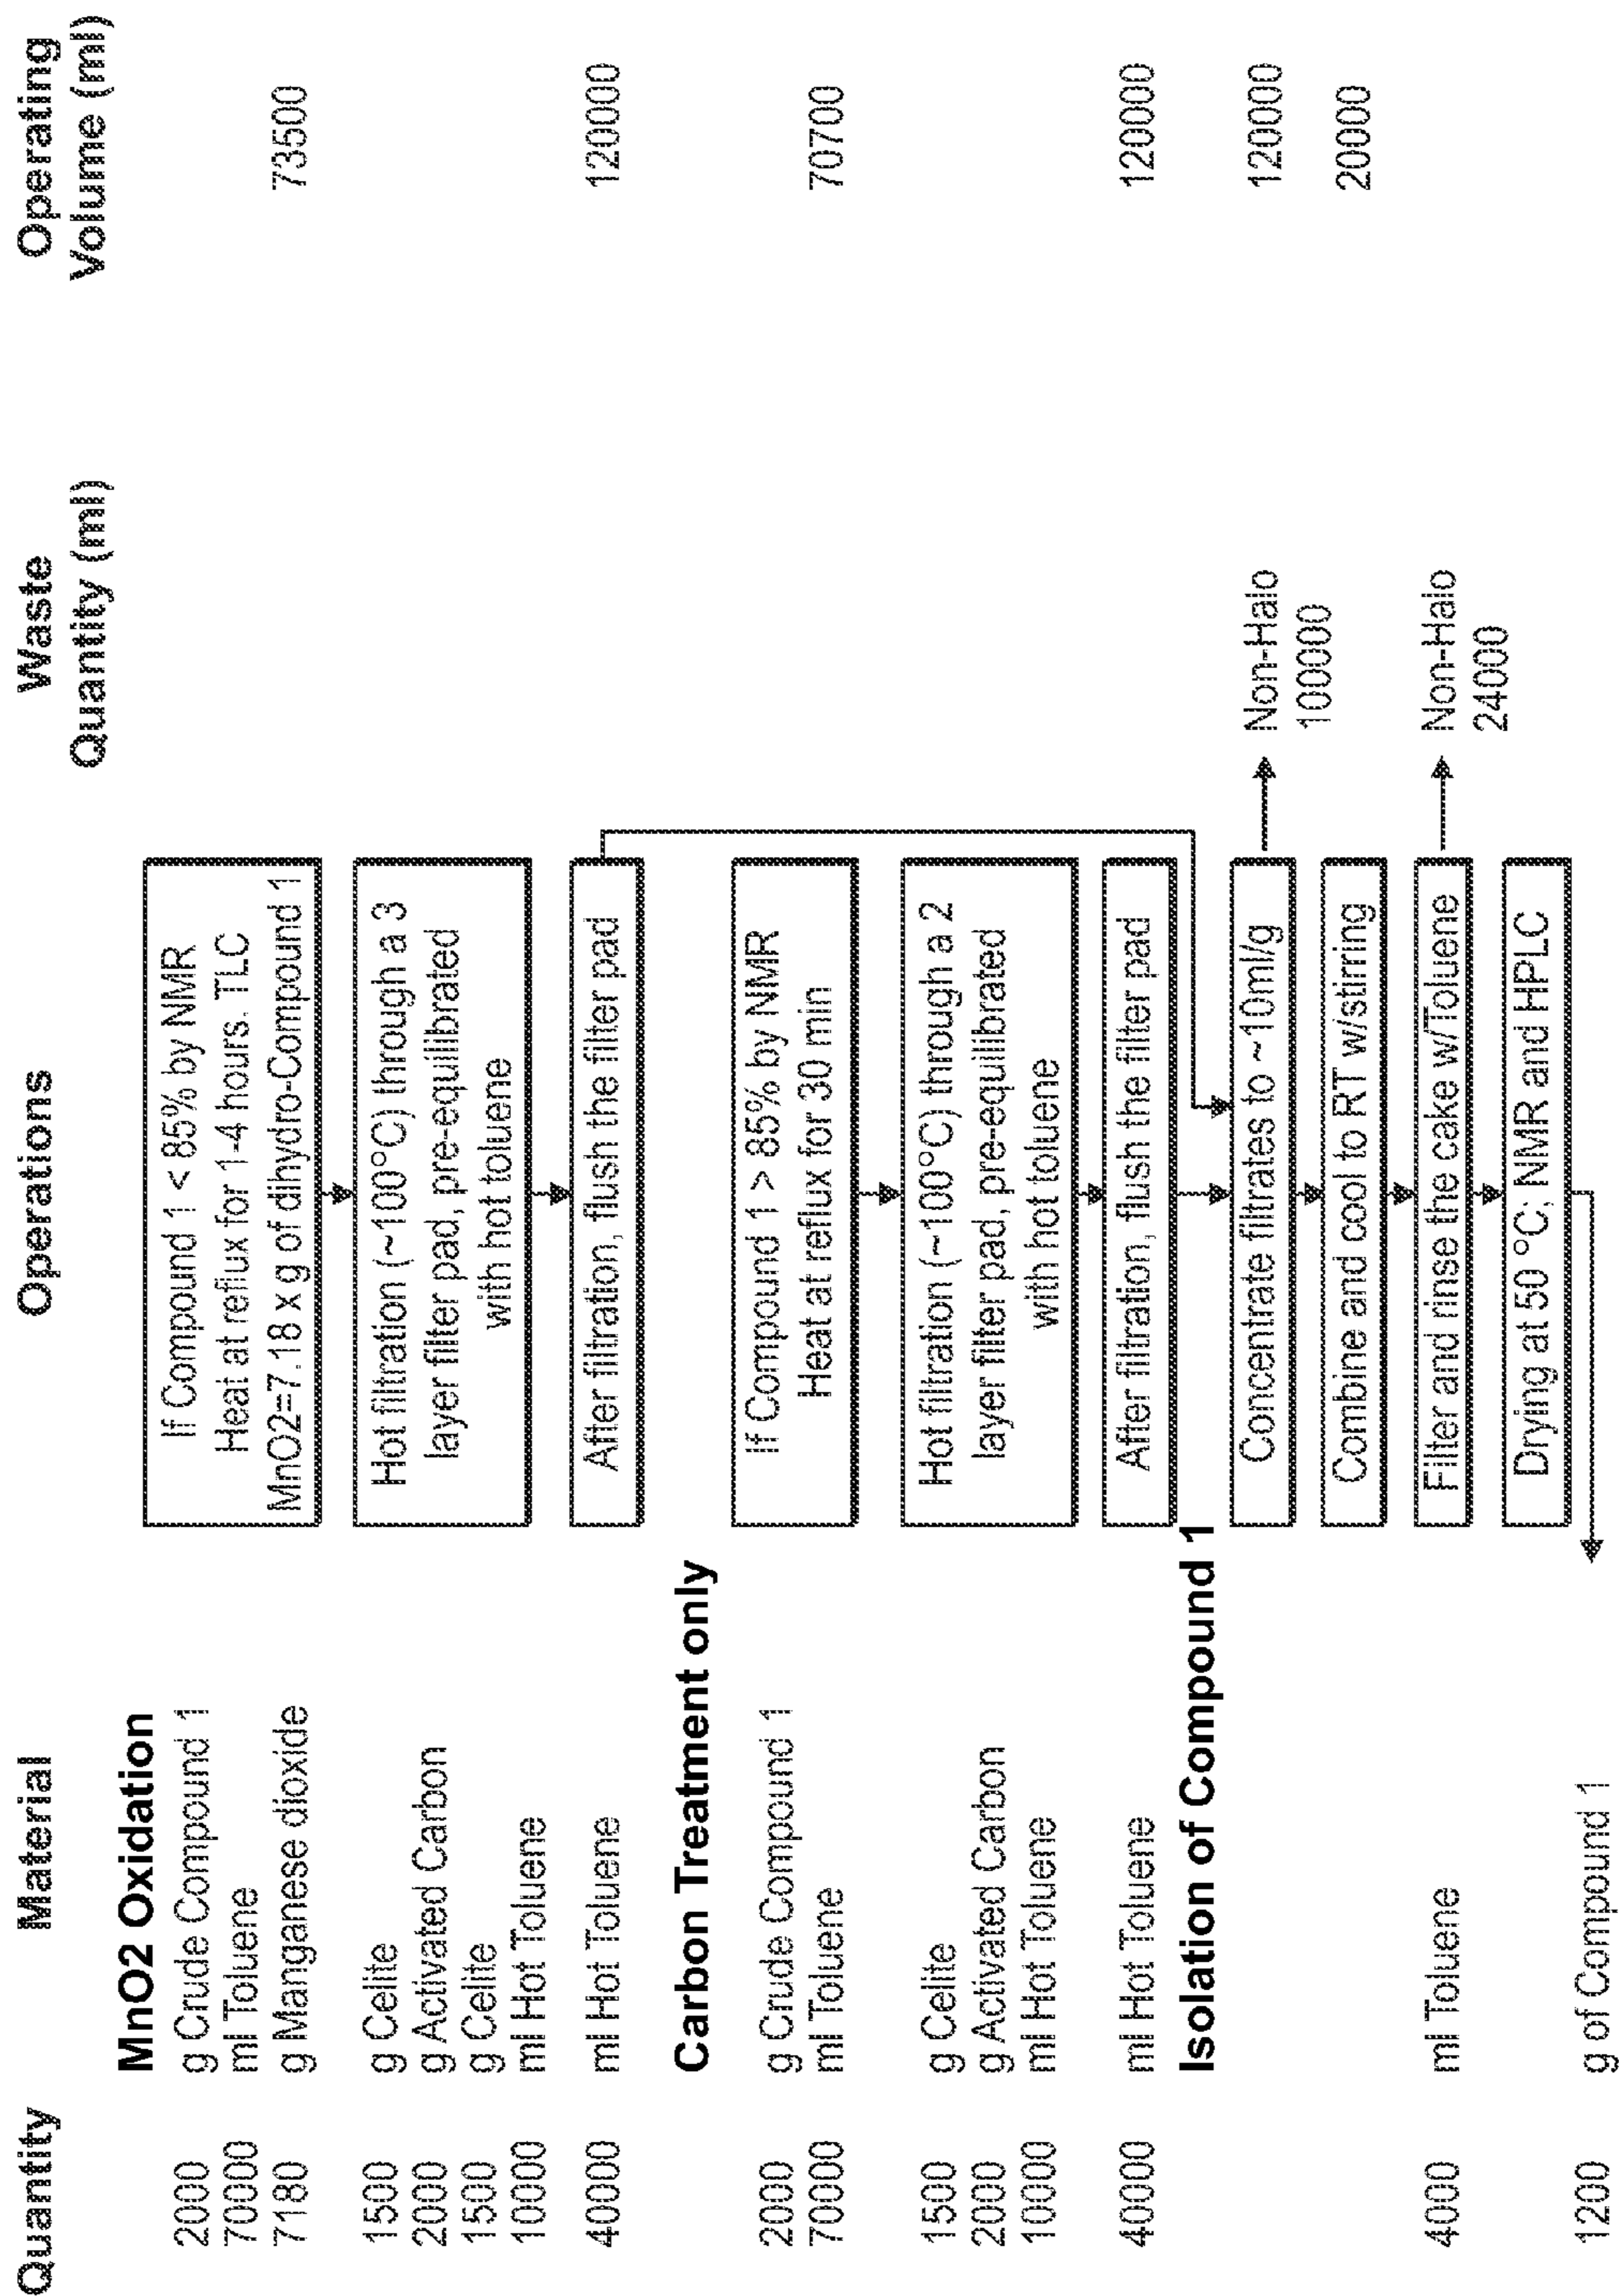 Quantity
Material
Operations
Waste
Quantity (ml)
Operating
Volume (ml)
MnO2 Oxidation
2000 g Crude Compound 1
70000 ml Toluene
7180 g Manganese dioxide
If Compound 1 < 85% by NMR
Heat at reflux for 1-4 hours. TLC
MnO2=7.18 x g of dihydro-Compound 1
73500
1500 g Celite
2000 g Activated Carbon
1500 g Celite
10000 ml Hot Toluene
Hot filtration (~100°C) through a 3
layer filter pad, pre-equilibrated
with hot toluene
40000 ml Hot Toluene
After filtration, flush the filter pad
120000
Carbon Treatment only
2000 g Crude Compound 1
70000 ml Toluene
If Compound 1 > 85% by NMR
Heat at reflux for 30 min
70700
1500 g Celite
2000 g Activated Carbon
10000 ml Hot Toluene
Hot filtration (~100°C) through a 2
layer filter pad, pre-equilibrated
with hot toluene
40000 ml Hot Toluene
After filtration, flush the filter pad
120000
Isolation of Compound 1
Concentrate filtrates to ~10ml/g
Non-Halo
100000
120000
Combine and cool to RT w/stirring
20000
4000 ml Toluene
Filter and rinse the cake w/Toluene
Non-Halo
24000
Drying at 50 °C; NMR and HPLC
1200 g of Compound 1